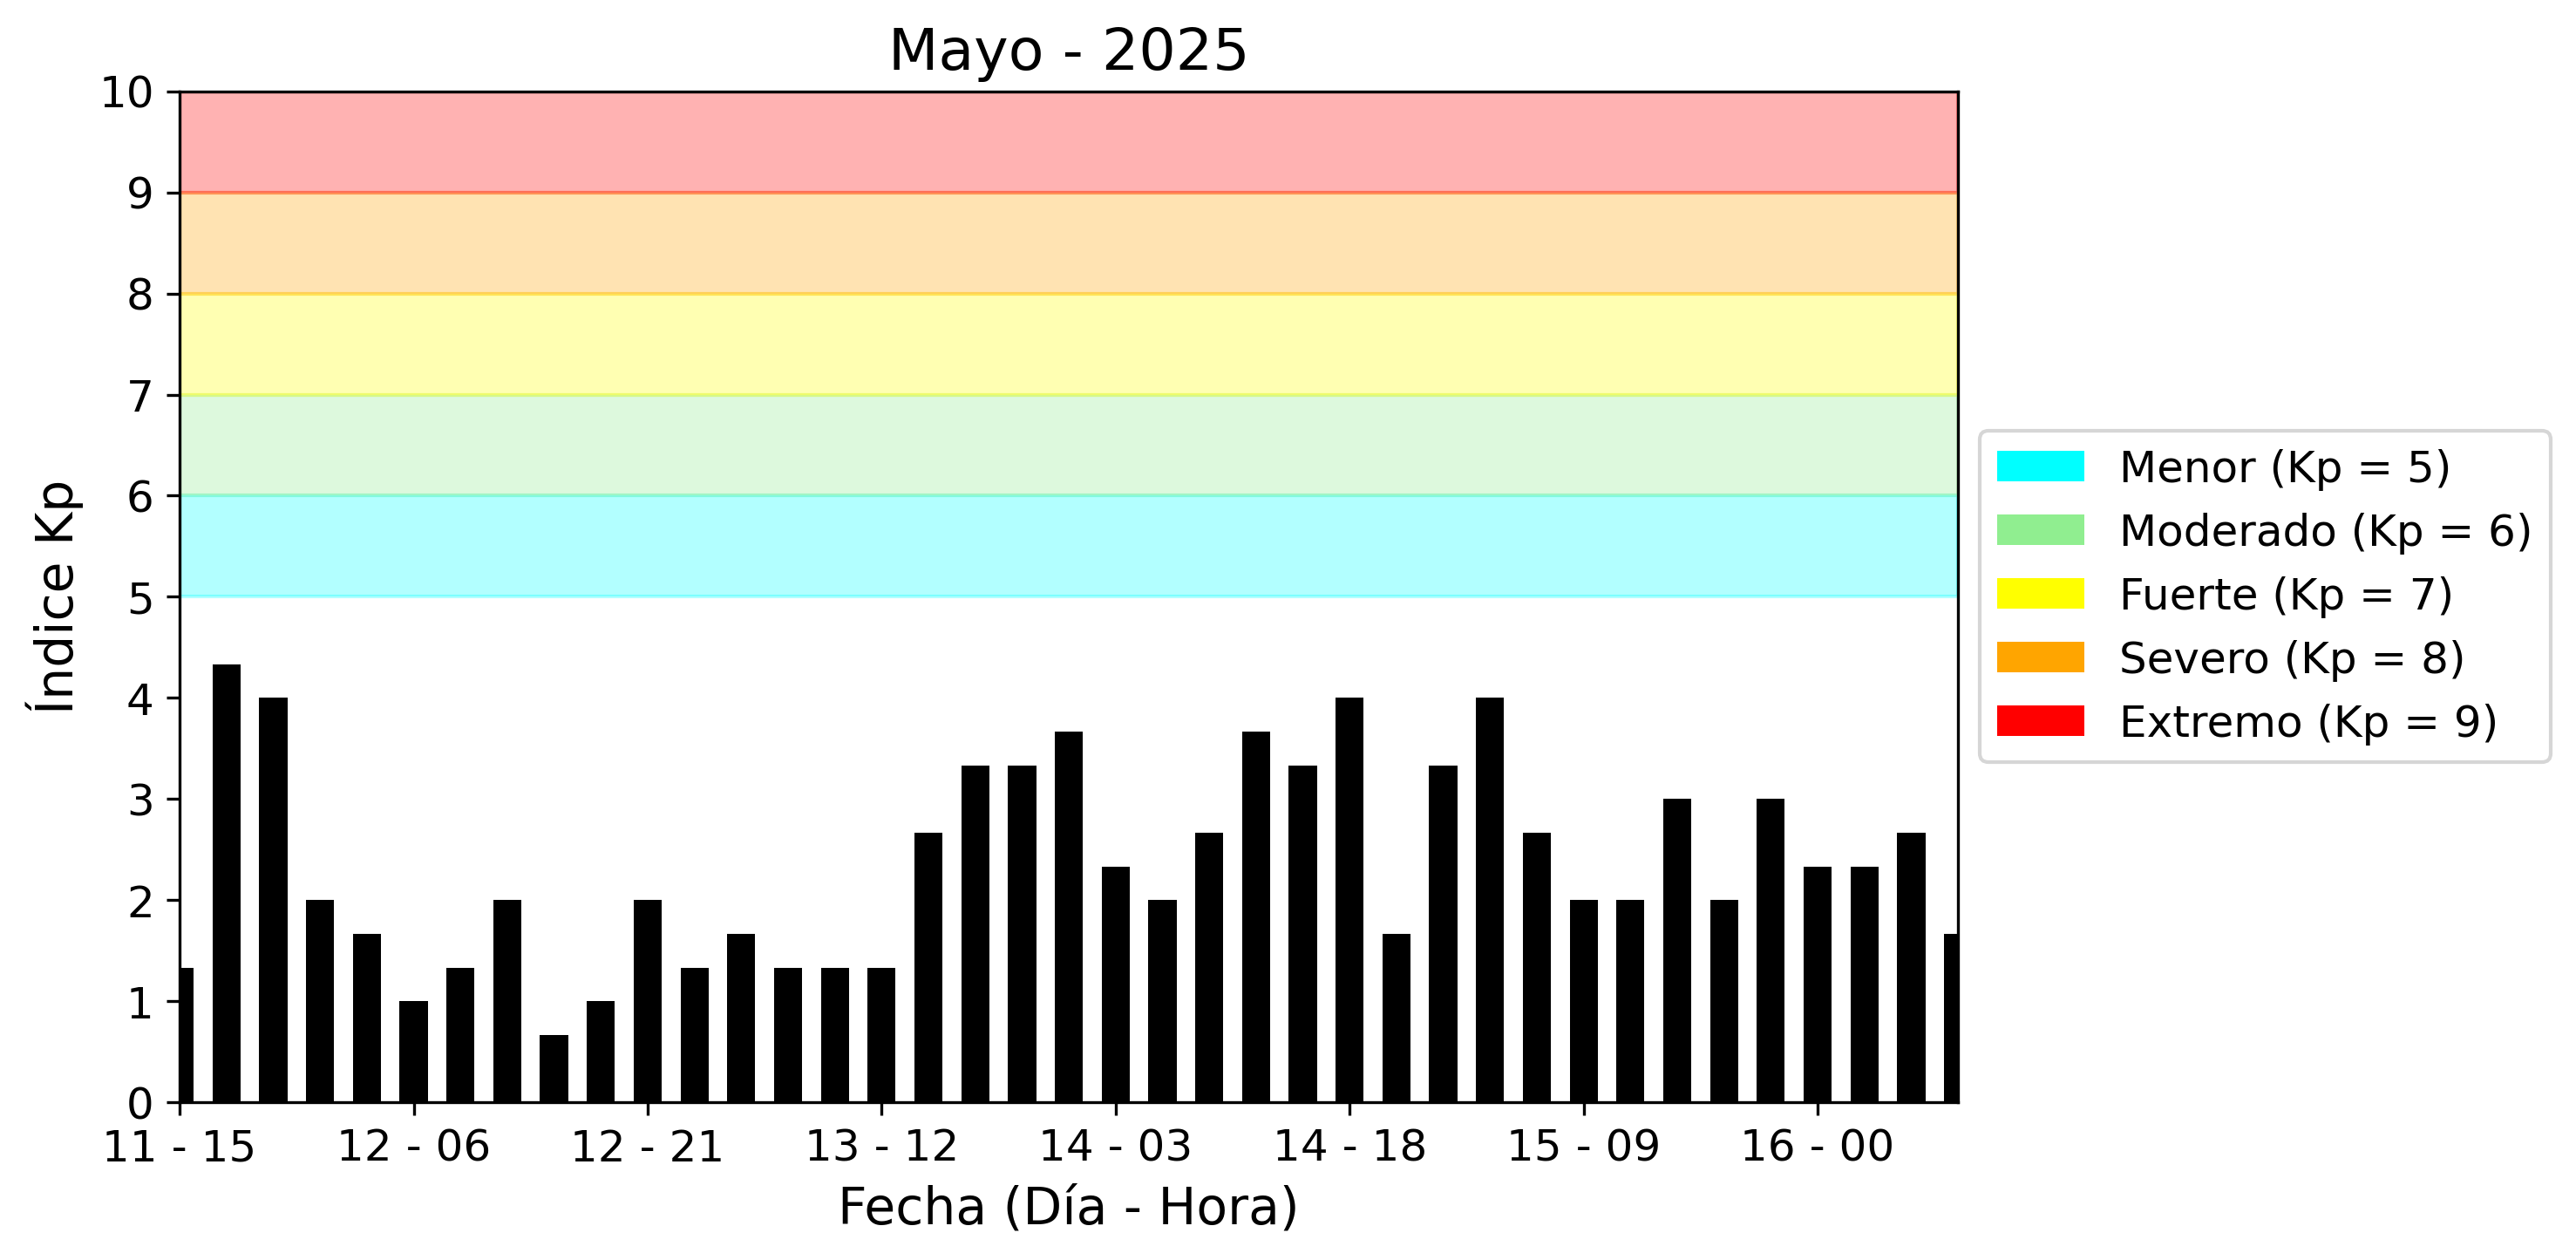 Mayo - 2025
10
9
8
7
6
5
4
3
2
1
0
Índice Kp
11 - 15
12 - 06
12 - 21
13 - 12
14 - 03
14 - 18
15 - 09
16 - 00
Fecha (Día - Hora)
Menor (Kp = 5)
Moderado (Kp = 6)
Fuerte (Kp = 7)
Severo (Kp = 8)
Extremo (Kp = 9)